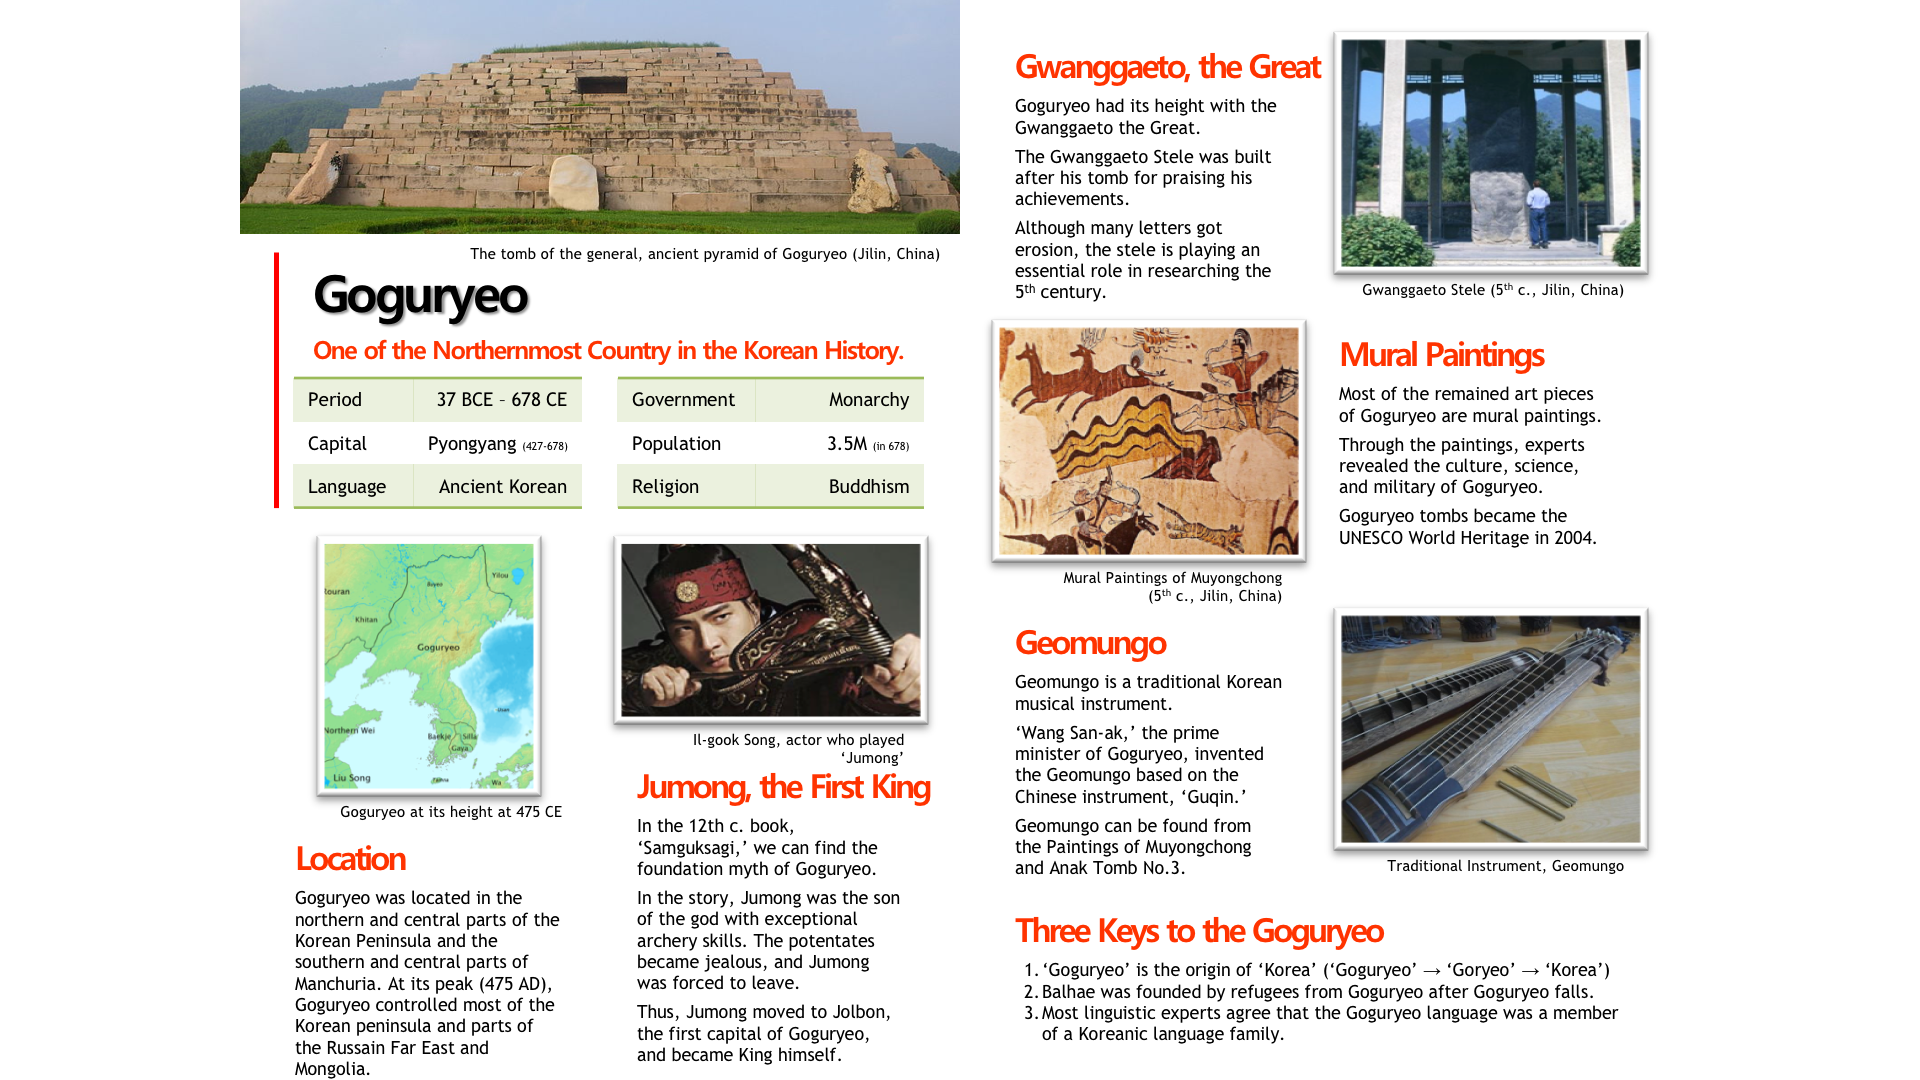 The tomb of the general, ancient pyramid of Goguryeo (Jilin, China)
Goguryeo
One of the Northernmost Country in the Korean History.
Period 37 BCE – 678 CE
Capital Pyongyang (427-678)
Language Ancient Korean
Government Monarchy
Population 3.5M (in 678)
Religion Buddhism
Yilou
Buyeo
Rouran
Khitan
Goguryeo
Northern Wei
Baekje
Silla
Gaya
Liu Song
Wa
Goguryeo at its height at 475 CE
Location
Goguryeo was located in the
northern and central parts of the
Korean Peninsula and the
southern and central parts of
Manchuria. At its peak (475 AD),
Goguryeo controlled most of the
Korean peninsula and parts of
the Russain Far East and
Mongolia.
Il-gook Song, actor who played
‘Jumong’
Jumong, the First King
In the 12th c. book,
‘Samguksagi,’ we can find the
foundation myth of Goguryeo.
In the story, Jumong was the son
of the god with exceptional
archery skills. The potentates
became jealous, and Jumong
was forced to leave.
Thus, Jumong moved to Jolbon,
the first capital of Goguryeo,
and became King himself.
Gwanggaeto, the Great
Goguryeo had its height with the
Gwanggaeto the Great.
The Gwanggaeto Stele was built
after his tomb for praising his
achievements.
Although many letters got
erosion, the stele is playing an
essential role in researching the
5th century.
Gwanggaeto Stele (5th c., Jilin, China)
Mural Paintings of Muyongchong
(5th c., Jilin, China)
Mural Paintings
Most of the remained art pieces
of Goguryeo are mural paintings.
Through the paintings, experts
revealed the culture, science,
and military of Goguryeo.
Goguryeo tombs became the
UNESCO World Heritage in 2004.
Geomungo
Geomungo is a traditional Korean
musical instrument.
‘Wang San-ak,’ the prime
minister of Goguryeo, invented
the Geomungo based on the
Chinese instrument, ‘Guqin.’
Geomungo can be found from
the Paintings of Muyongchong
and Anak Tomb No.3.
Traditional Instrument, Geomungo
Three Keys to the Goguryeo
1. ‘Goguryeo’ is the origin of ‘Korea’ (‘Goguryeo’ → ‘Goryeo’ → ‘Korea’)
2. Balhae was founded by refugees from Goguryeo after Goguryeo falls.
3. Most linguistic experts agree that the Goguryeo language was a member
of a Koreanic language family.